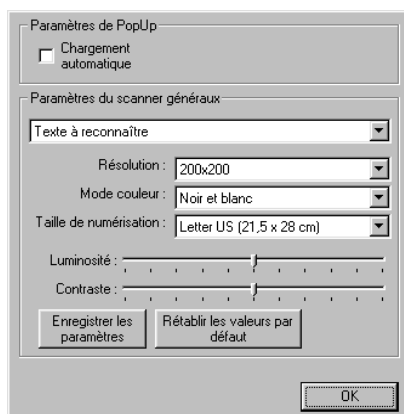 Paramètres de PopUp
Chargement
automatique
Paramètres du scanner généraux
Texte à reconnaître
Résolution : 200x200
Mode couleur : Noir et blanc
Taille de numérisation : Letter US (21,5 x 28 cm)
Luminosité :
Contraste :
Enregistrer les
paramètres
Rétablir les valeurs par
défaut
OK